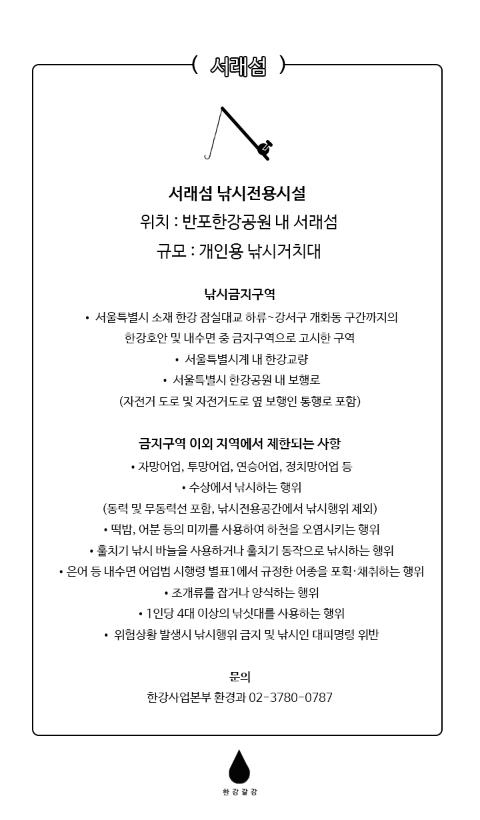 ( 서래섬 )
서래섬 낚시전용시설
위치 : 반포한강공원 내 서래섬
규모 : 개인용 낚시거치대
낚시금지구역
• 서울특별시 소재 한강 잠실대교 하류~강서구 개화동 구간까지의
한강호안 및 내수면 중 금지구역으로 고시한 구역
• 서울특별시계 내 한강교량
• 서울특별시 한강공원 내 보행로
(자전거 도로 및 자전거도로 옆 보행인 통행로 포함)
금지구역 이외 지역에서 제한되는 사항
• 자망어업, 투망어업, 연승어업, 정치망어업 등
• 수상에서 낚시하는 행위
(동력 및 무동력선 포함, 낚시전용공간에서 낚시행위 제외)
• 떡밥, 어분 등의 미끼를 사용하여 하천을 오염시키는 행위
• 훌치기 낚시 바늘을 사용하거나 훌치기 동작으로 낚시하는 행위
• 은어 등 내수면 어업법 시행령 별표1에서 규정한 어종을 포획·채취하는 행위
• 조개류를 잡거나 양식하는 행위
• 1인당 4대 이상의 낚싯대를 사용하는 행위
• 위험상황 발생시 낚시행위 금지 및 낚시인 대피명령 위반
문의
한강사업본부 환경과 02-3780-0787
한강갈감